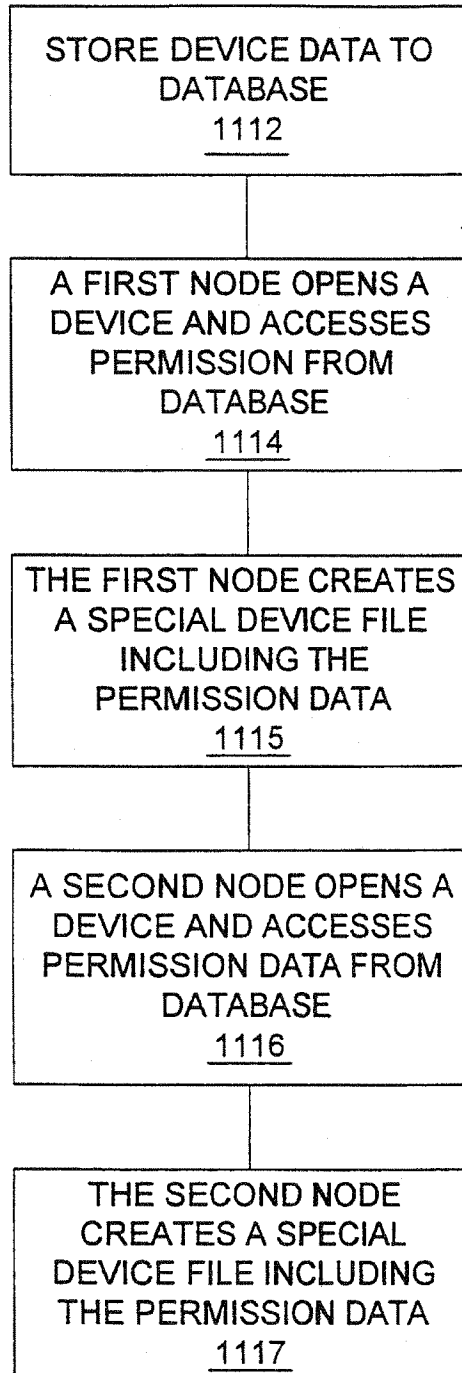 STORE DEVICE DATA TO
DATABASE
1112
A FIRST NODE OPENS A
DEVICE AND ACCESSES
PERMISSION FROM
DATABASE
1114
THE FIRST NODE CREATES
A SPECIAL DEVICE FILE
INCLUDING THE
PERMISSION DATA
1115
A SECOND NODE OPENS A
DEVICE AND ACCESSES
PERMISSION DATA FROM
DATABASE
1116
THE SECOND NODE
CREATES A SPECIAL
DEVICE FILE INCLUDING
THE PERMISSION DATA
1117